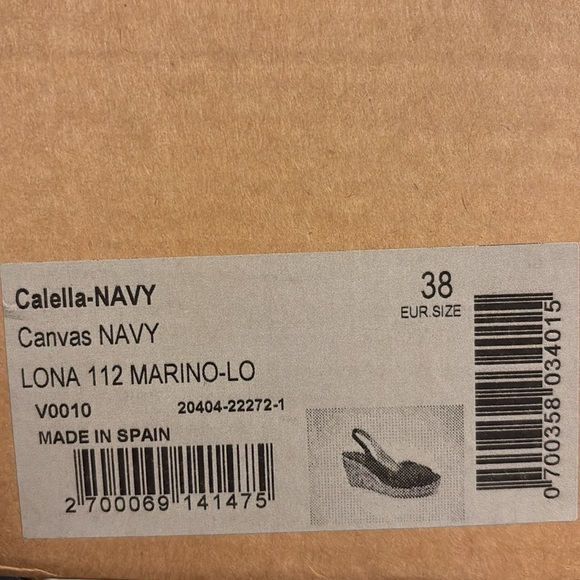 Calella-NAVY
38
EUR.SIZE
Canvas NAVY
LONA 112 MARINO-LO
V0010 20404-22272-1
MADE IN SPAIN
2 700069 141475
0 700358 034015